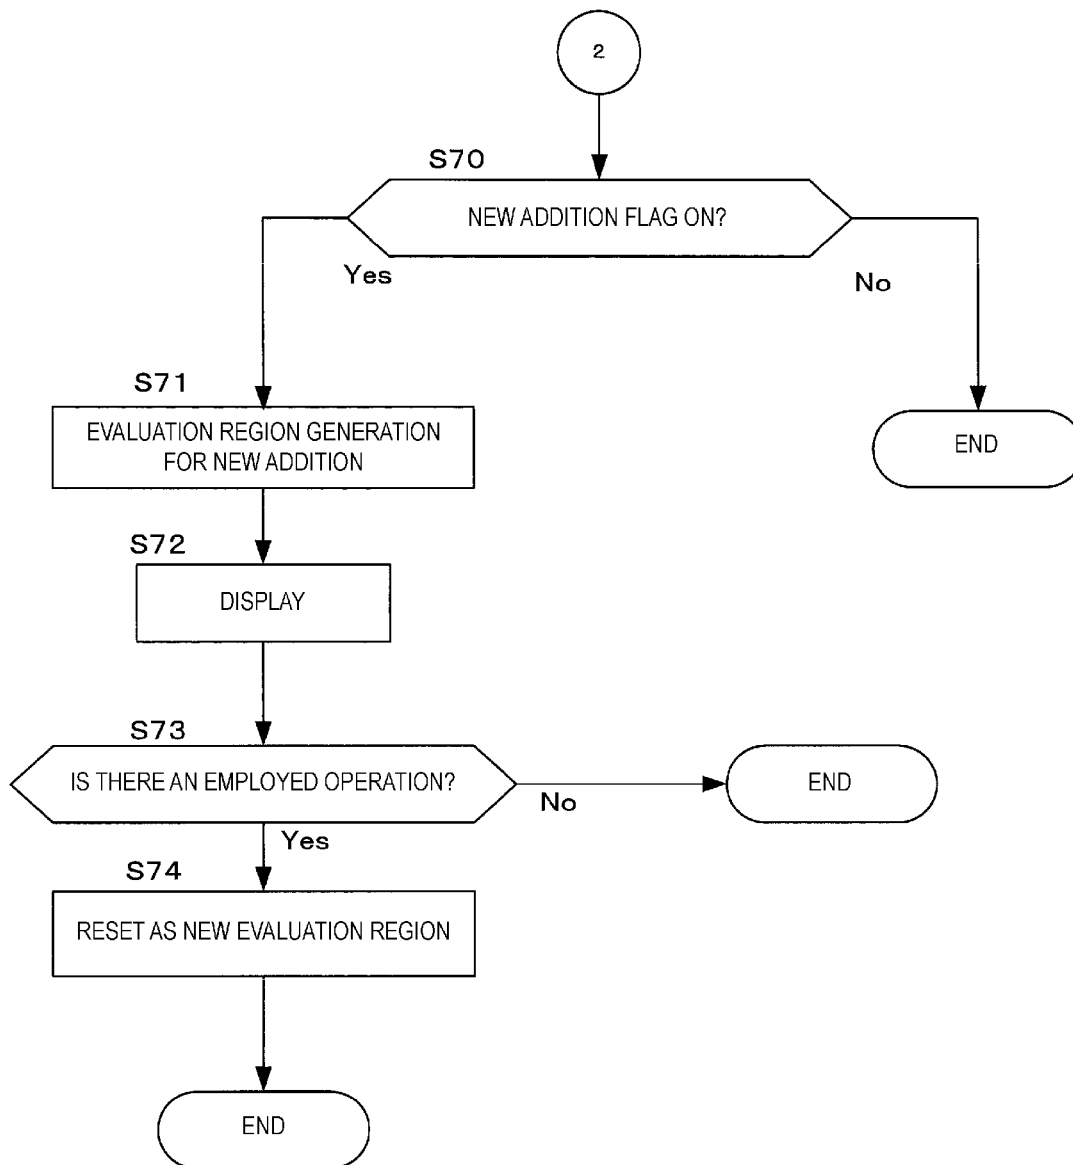 2
S70
NEW ADDITION FLAG ON?
Yes
No
S71
EVALUATION REGION GENERATION
FOR NEW ADDITION
END
S72
DISPLAY
S73
IS THERE AN EMPLOYED OPERATION?
No
END
Yes
S74
RESET AS NEW EVALUATION REGION
END